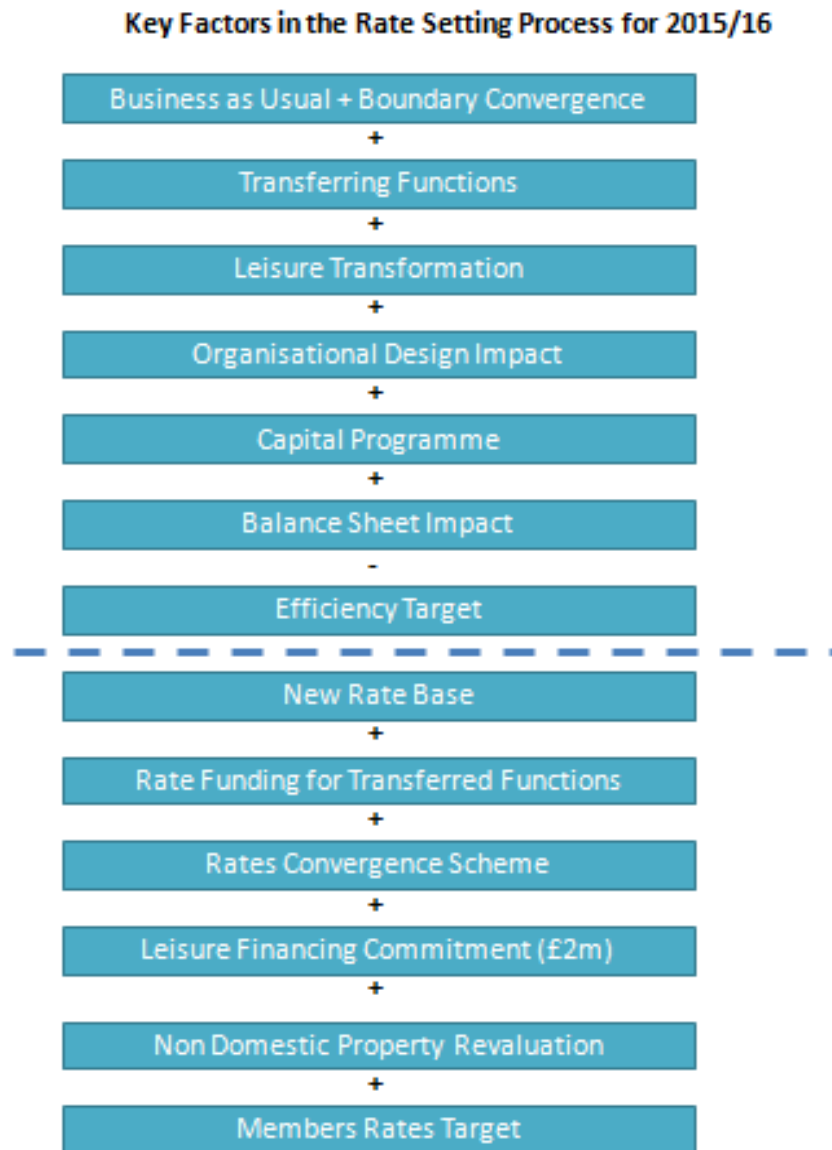 Key Factors in the Rate Setting Process for 2015/16
Business as Usual + Boundary Convergence
+
Transferring Functions
+
Leisure Transformation
+
Organisational Design Impact
+
Capital Programme
+
Balance Sheet Impact
-
Efficiency Target
New Rate Base
+
Rate Funding for Transferred Functions
+
Rates Convergence Scheme
+
Leisure Financing Commitment (£2m)
+
Non Domestic Property Revaluation
+
Members Rates Target